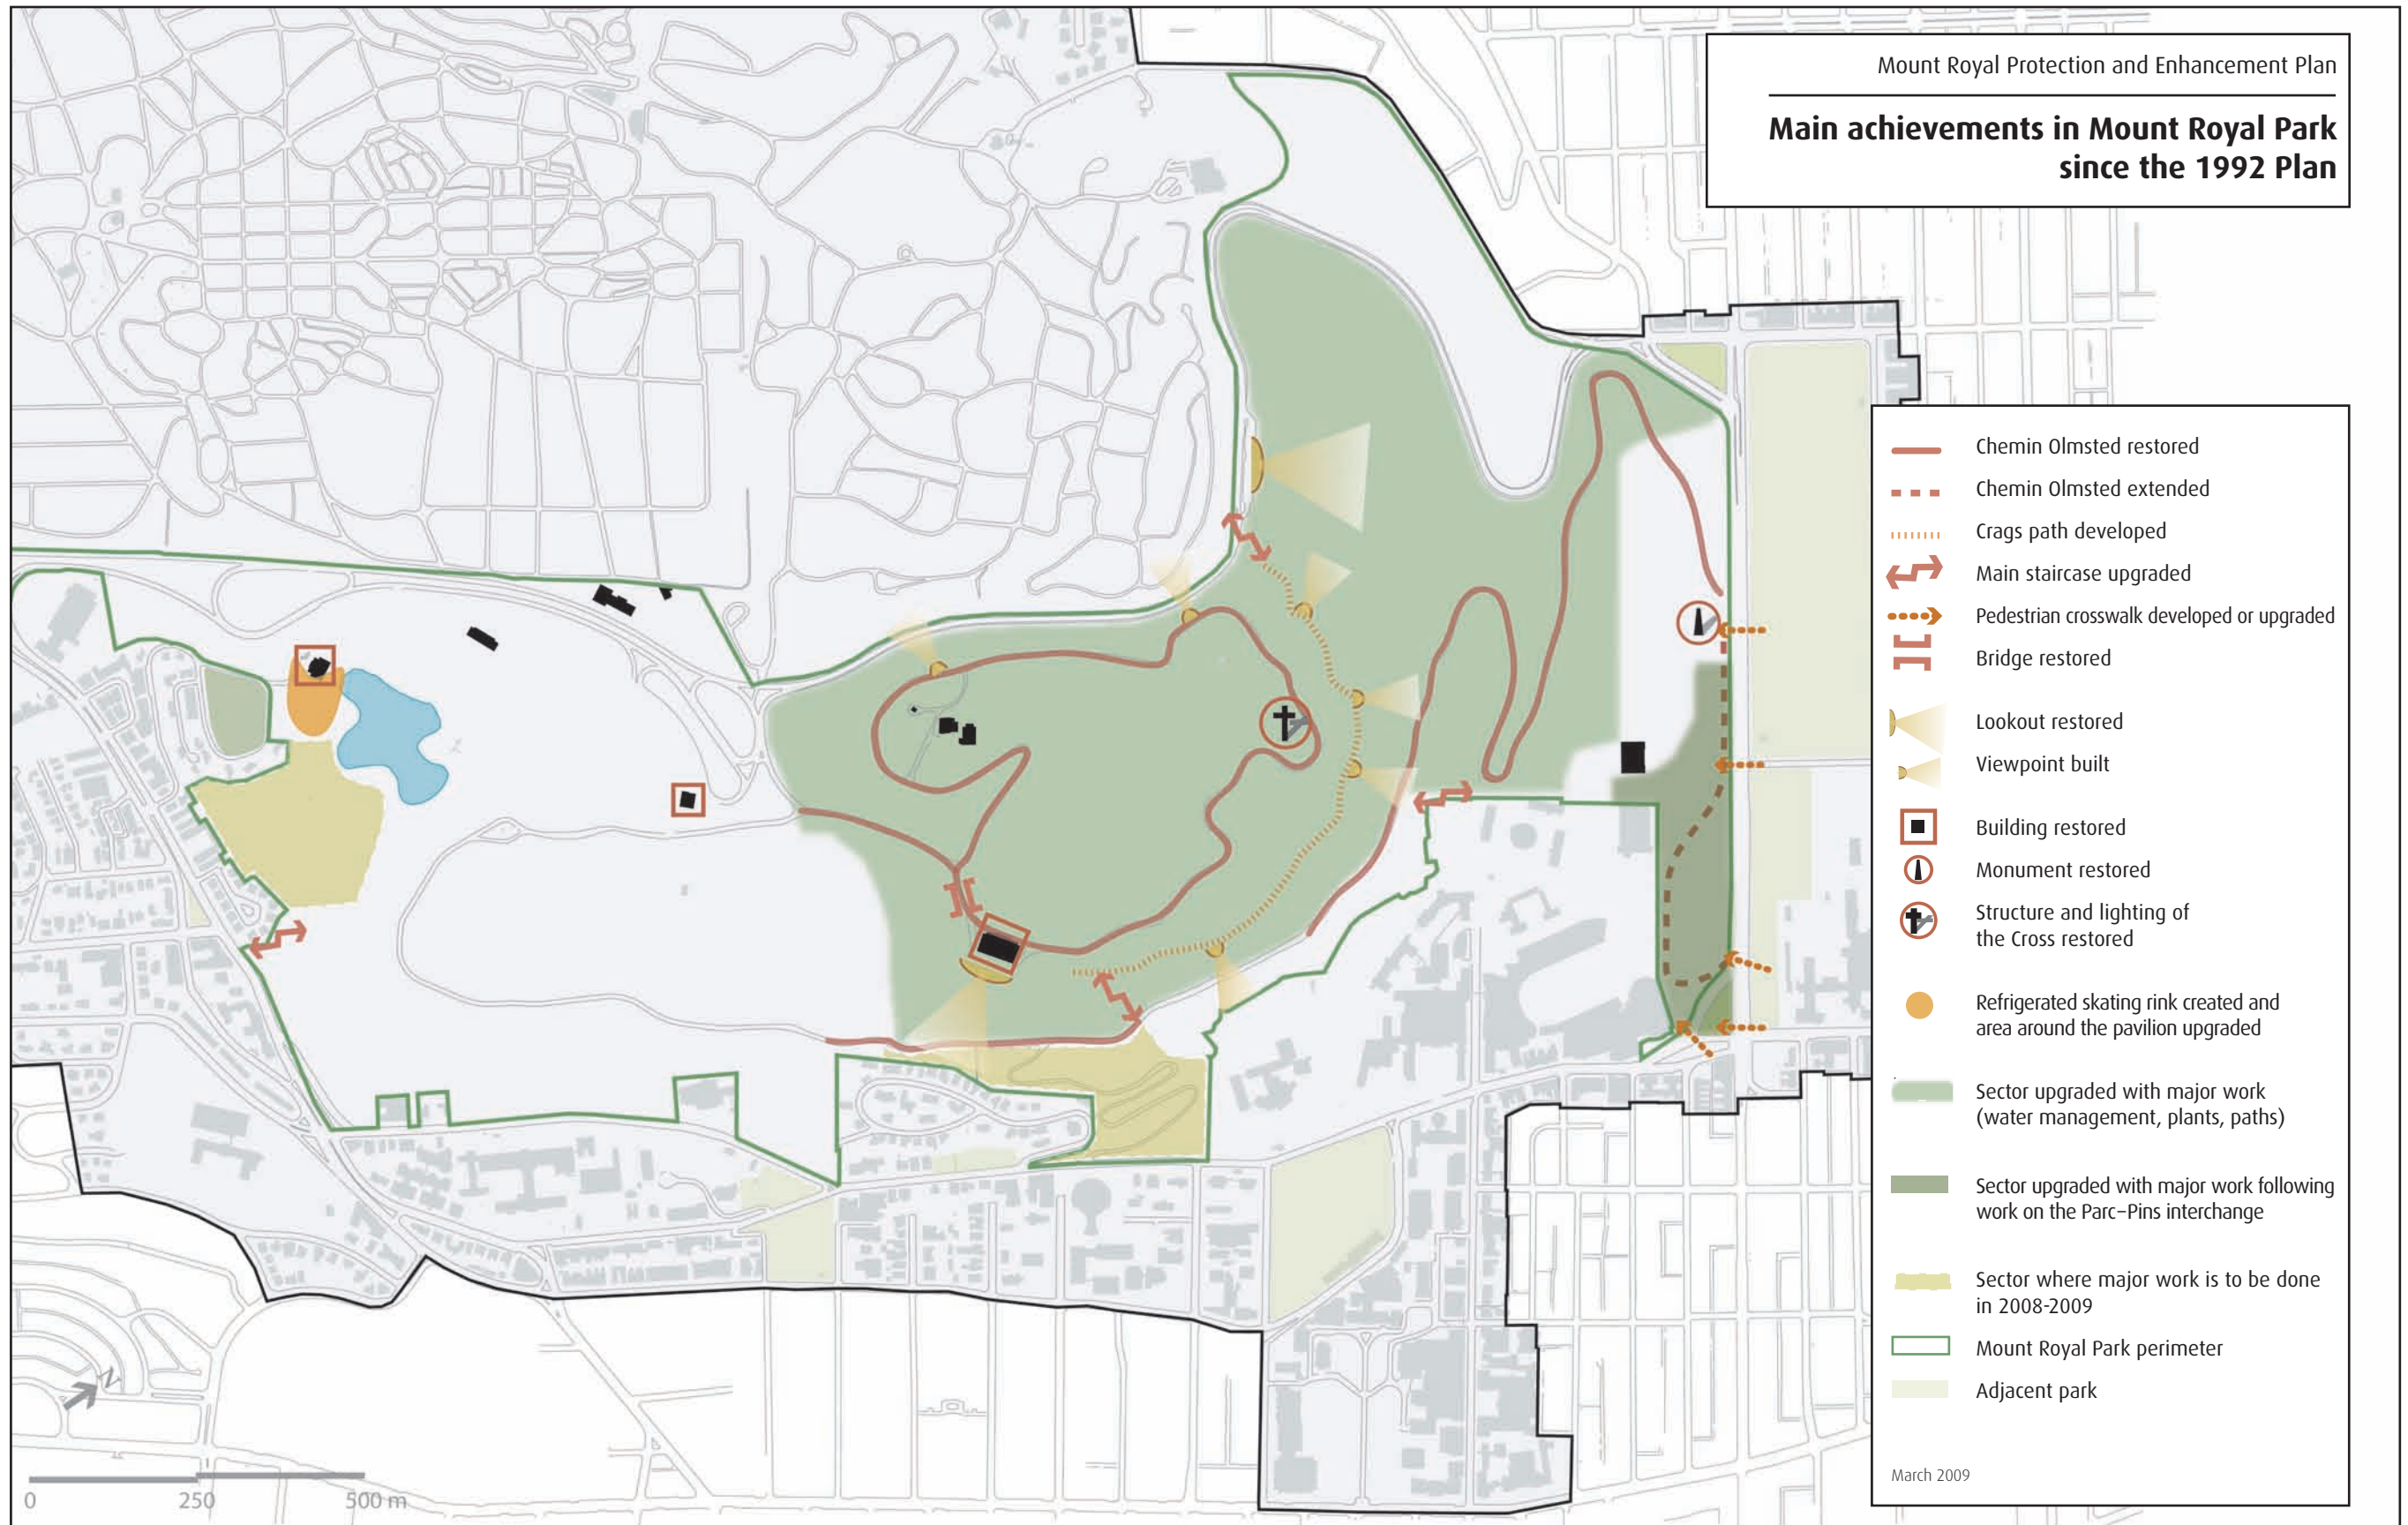 Mount Royal Protection and Enhancement Plan
Main achievements in Mount Royal Park
since the 1992 Plan
Chemin Olmsted restored
Chemin Olmsted extended
Crags path developed
Main staircase upgraded
Pedestrian crosswalk developed or upgraded
Bridge restored
Lookout restored
Viewpoint built
Building restored
Monument restored
Structure and lighting of
the Cross restored
Refrigerated skating rink created and
area around the pavilion upgraded
Sector upgraded with major work
(water management, plants, paths)
Sector upgraded with major work following
work on the Parc–Pins interchange
Sector where major work is to be done
in 2008-2009
Mount Royal Park perimeter
Adjacent park
March 2009
N
0 250 500 m